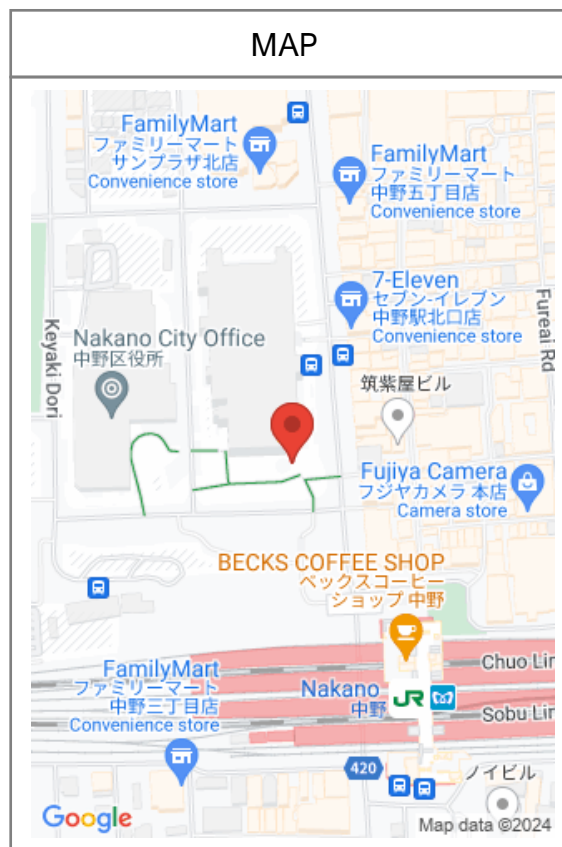 MAP
FamilyMart
ファミリーマート
サンプラザ北店
Convenience store
FamilyMart
ファミリーマート
中野五丁目店
Convenience store
7-Eleven
セブン-イレブン
中野駅北口店
Convenience store
Fureai Rd
Keyaki Dori
Nakano City Office
中野区役所
筑紫屋ビル
Fujiya Camera
フジヤカメラ 本店
Camera store
BECKS COFFEE SHOP
ベックスコーヒー
ショップ 中野
Chuo Lin
FamilyMart
ファミリーマート
中野三丁目店
Convenience store
Nakano
中野
JR
Sobu Lin
420
ノイビル
Google
Map data ©2024